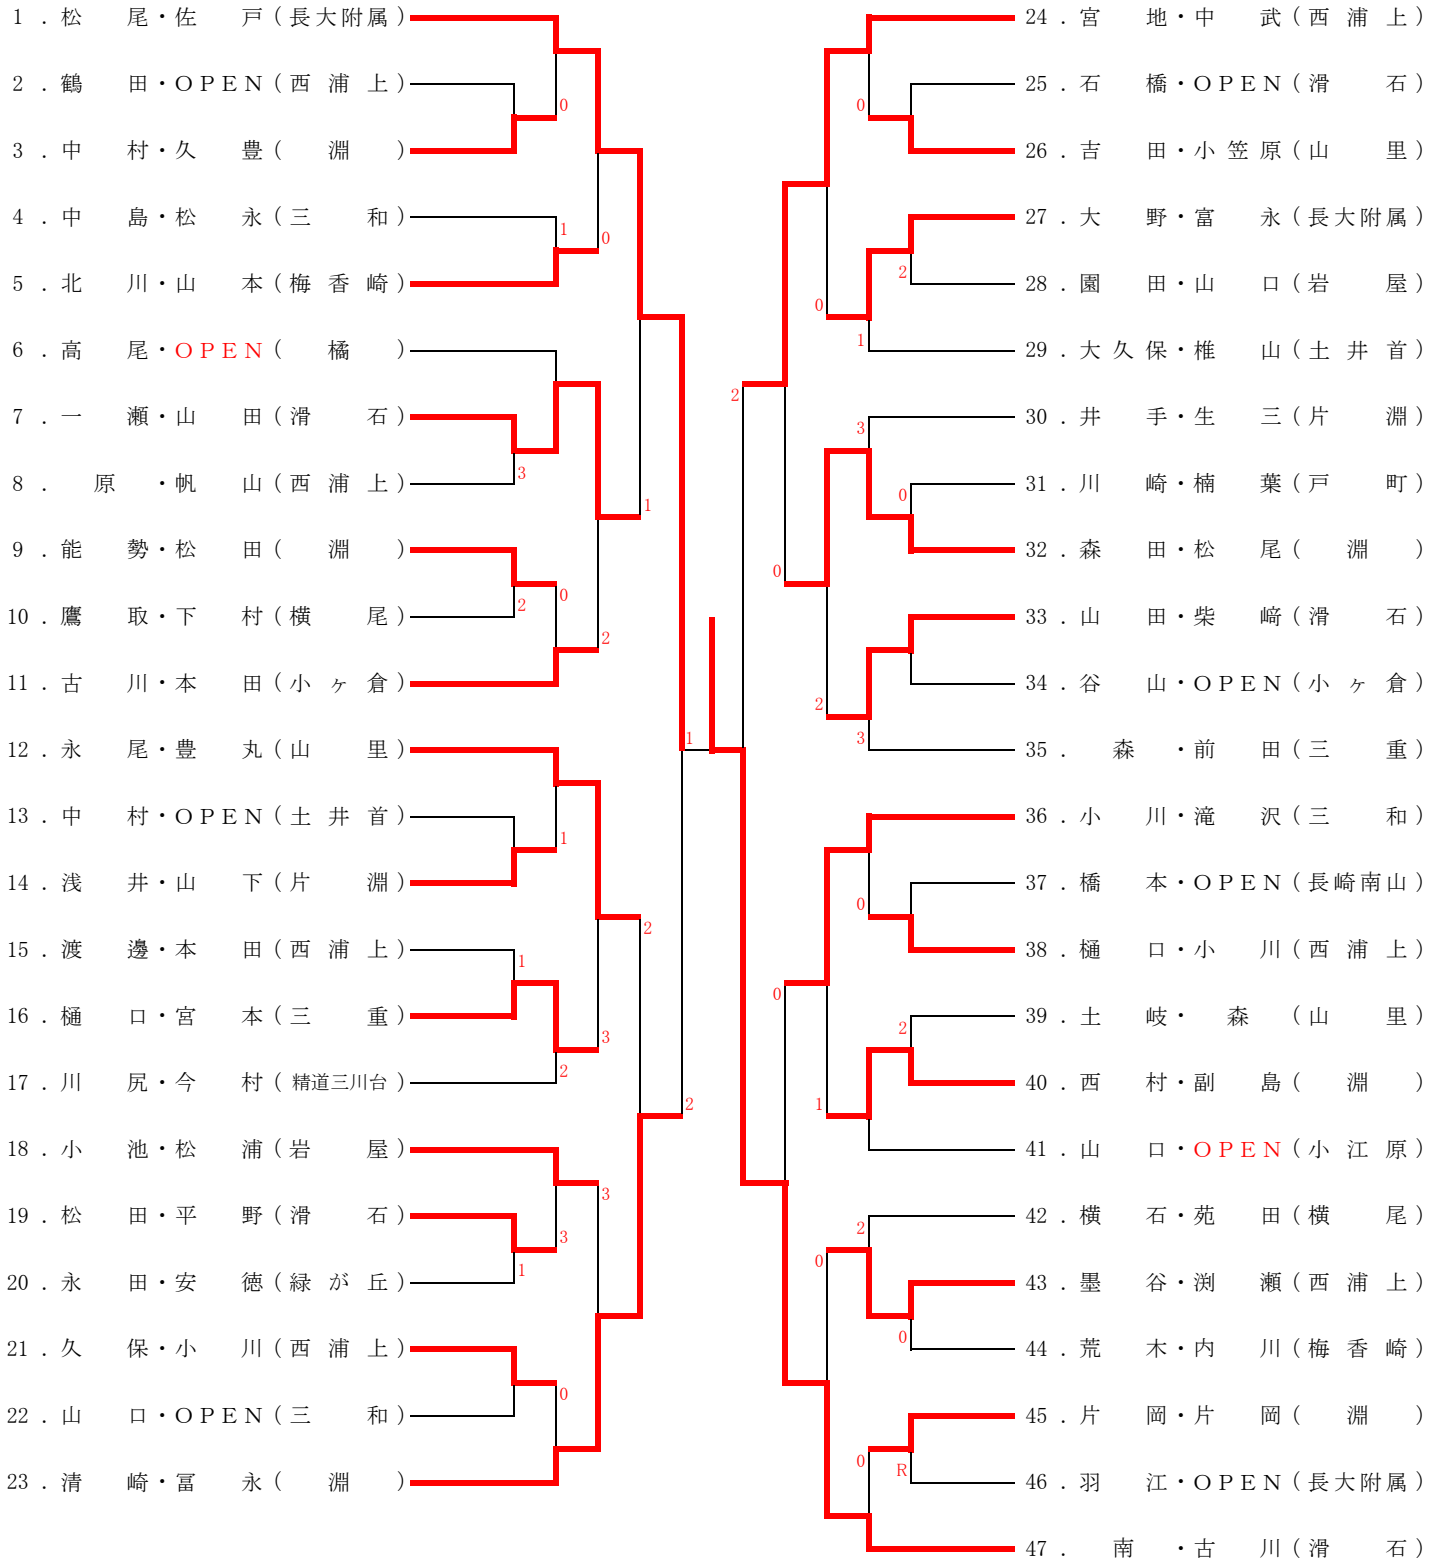 1 . 松 尾・佐 戸(長大附属)
2 . 鶴 田・OPEN(西 浦 上)
0
3 . 中 村・久 豊( 淵 )
4 . 中 島・松 永(三 和)
1
0
5 . 北 川・山 本(梅 香 崎)
6 . 高 尾・OPEN( 橘 )
7 . 一 瀬・山 田(滑 石)
3
8 . 原 ・帆 山(西 浦 上)
1
9 . 能 勢・松 田( 淵 )
0
2
10 . 鷹 取・下 村(横 尾)
2
11 . 古 川・本 田(小 ヶ 倉)
1
12 . 永 尾・豊 丸(山 里)
13 . 中 村・OPEN(土 井 首)
1
14 . 浅 井・山 下(片 淵)
2
15 . 渡 邊・本 田(西 浦 上)
1
16 . 樋 口・宮 本(三 重)
3
2
17 . 川 尻・今 村(精道三川台)
2
18 . 小 池・松 浦(岩 屋)
3
19 . 松 田・平 野(滑 石)
3
1
20 . 永 田・安 徳(緑 が 丘)
21 . 久 保・小 川(西 浦 上)
0
22 . 山 口・OPEN(三 和)
23 . 清 崎・冨 永( 淵 )
24 . 宮 地・中 武(西 浦 上)
25 . 石 橋・OPEN(滑 石)
0
26 . 吉 田・小 笠 原(山 里)
27 . 大 野・富 永(長大附属)
2
28 . 園 田・山 口(岩 屋)
0
1
29 . 大 久 保・椎 山(土 井 首)
2
30 . 井 手・生 三(片 淵)
3
31 . 川 崎・楠 葉(戸 町)
0
32 . 森 田・松 尾( 淵 )
0
33 . 山 田・柴 﨑(滑 石)
34 . 谷 山・OPEN(小 ヶ 倉)
2
3
35 . 森 ・前 田(三 重)
36 . 小 川・滝 沢(三 和)
37 . 橋 本・OPEN(長崎南山)
0
38 . 樋 口・小 川(西 浦 上)
0
39 . 土 岐・ 森 (山 里)
2
40 . 西 村・副 島( 淵 )
1
41 . 山 口・OPEN(小 江 原)
42 . 横 石・苑 田(横 尾)
2
0
43 . 墨 谷・渕 瀬(西 浦 上)
0
44 . 荒 木・内 川(梅 香 崎)
45 . 片 岡・片 岡( 淵 )
0
R
46 . 羽 江・OPEN(長大附属)
47 . 南 ・古 川(滑 石)